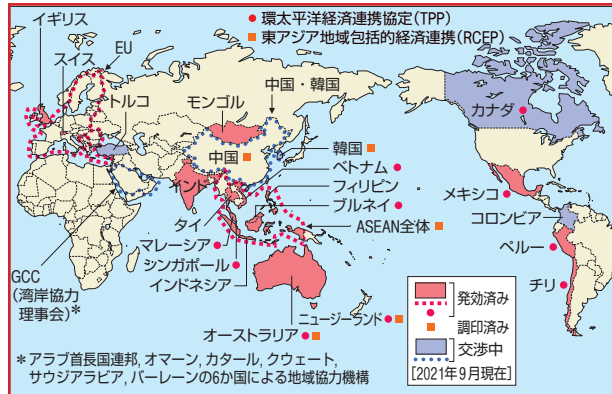 ● 環太平洋経済連携協定(TPP)
■ 東アジア地域包括的経済連携(RCEP)
イギリス
EU
スイス
トルコ
モンゴル
中国・韓国
カナダ●
中国■
韓国■
ベトナム●
インド
フィリピン
ブルネイ●
メキシコ●
ASEAN全体■
コロンビア
タイ
マレーシア●
シンガポール●
インドネシア
ペルー●
チリ●
GCC
(湾岸協力
理事会)*
ニュージーランド●■
オーストラリア●■
発効済み
調印済み
交渉中
[2021年9月現在]
*アラブ首長国連邦, オマーン, カタール, クウェート,
サウジアラビア, バーレーンの6か国による地域協力機構